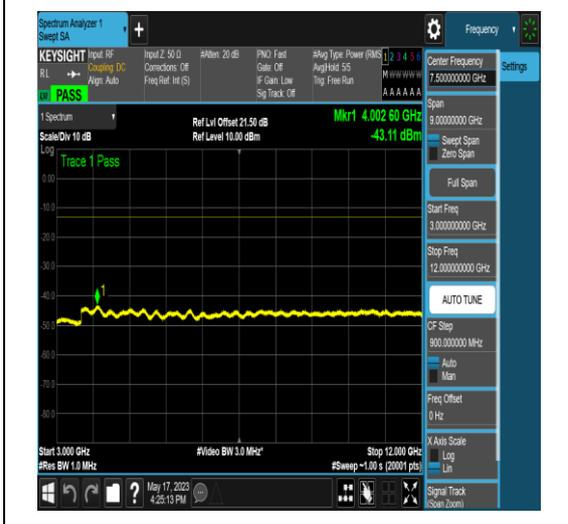 Spectrum Analyzer 1
Swept SA
+
Frequency
KEYSIGHT
RL
PASS
Input: RF
Coupling: DC
Align: Auto
Input Z: 50 Ω
Corrections: Off
Freq Ref: Int (S)
#Atten: 20 dB
PNO: Fast
Gate: Off
IF Gain: Low
Sig Track: Off
#Avg Type: Power (RMS)
Avg|Hold: 5/5
Trig: Free Run
1 2 3 4 5 6
M W W W W W
A A A A A A
1 Spectrum
Scale/Div 10 dB
Ref Lvl Offset 21.50 dB
Ref Level 10.00 dBm
Mkr1 4.002 60 GHz
-43.11 dBm
Log
Trace 1 Pass
0.00
-10.0
-20.0
-30.0
-40.0
-50.0
-60.0
-70.0
-80.0
1
Start 3.000 GHz
#Res BW 1.0 MHz
#Video BW 3.0 MHz*
Stop 12.000 GHz
#Sweep ~1.00 s (20001 pts)
?
May 17, 2023
4:25:13 PM
Center Frequency
7.500000000 GHz
Settings
Span
9.00000000 GHz
Swept Span
Zero Span
Full Span
Start Freq
3.000000000 GHz
Stop Freq
12.000000000 GHz
AUTO TUNE
CF Step
900.000000 MHz
Auto
Man
Freq Offset
0 Hz
X Axis Scale
Log
Lin
Signal Track
(Span Zoom)